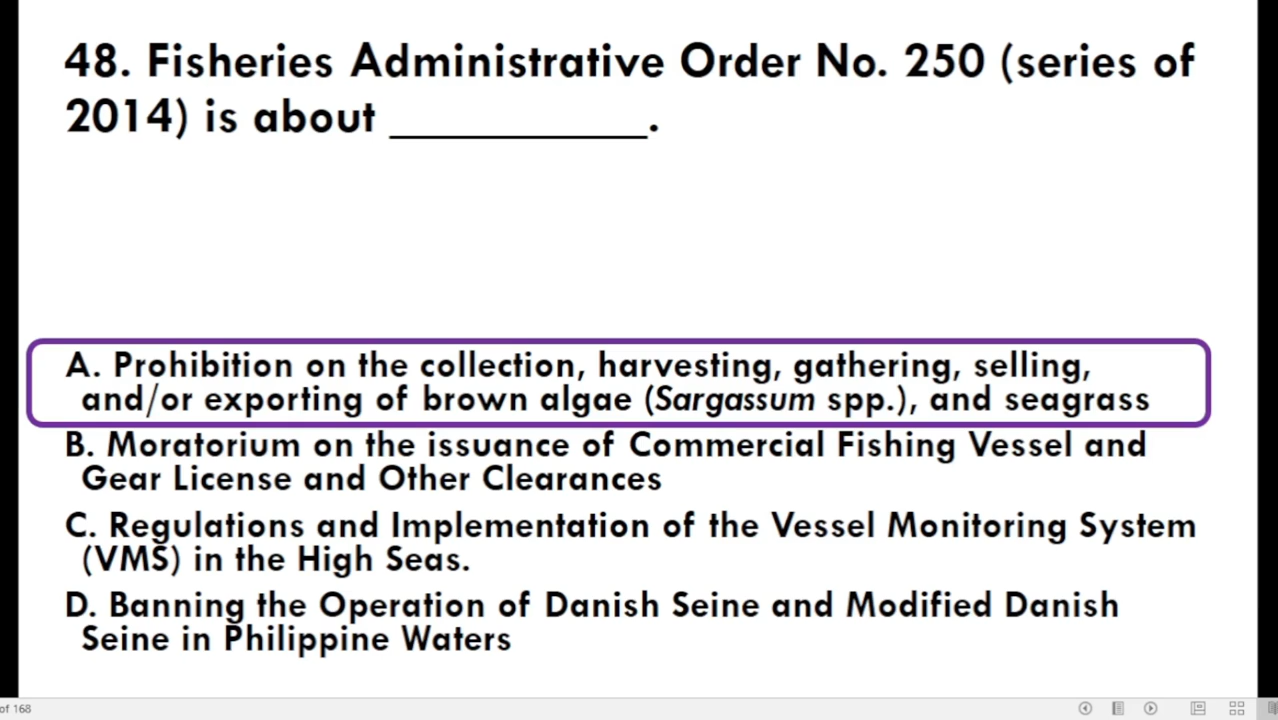 48. Fisheries Administrative Order No. 250 (series of
2014) is about ___________.
A. Prohibition on the collection, harvesting, gathering, selling,
and/or exporting of brown algae (Sargassum spp.), and seagrass
B. Moratorium on the issuance of Commercial Fishing Vessel and
Gear License and Other Clearances
C. Regulations and Implementation of the Vessel Monitoring System
(VMS) in the High Seas.
D. Banning the Operation of Danish Seine and Modified Danish
Seine in Philippine Waters
of 168